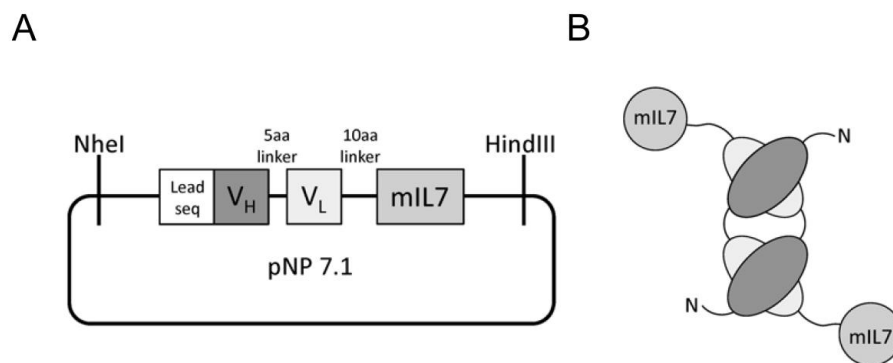 A
B
NheI
5aa
linker
10aa
linker
HindIII
Lead
seq
VH
VL
mIL7
pNP 7.1
mIL7
N
N
mIL7